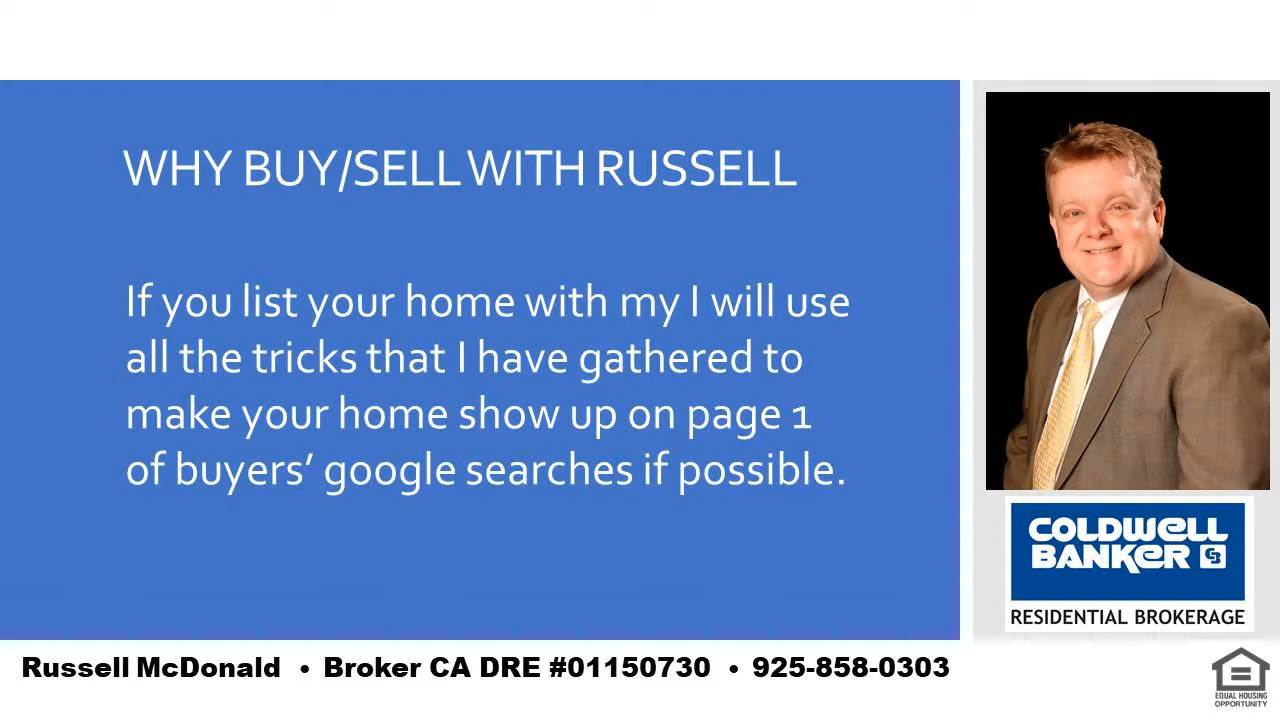 WHY BUY/SELL WITH RUSSELL
If you list your home with my I will use
all the tricks that I have gathered to
make your home show up on page 1
of buyers’ google searches if possible.
COLDWELL
BANKER CB
RESIDENTIAL BROKERAGE
Russell McDonald • Broker CA DRE #01150730 • 925-858-0303
EQUAL HOUSING
OPPORTUNITY